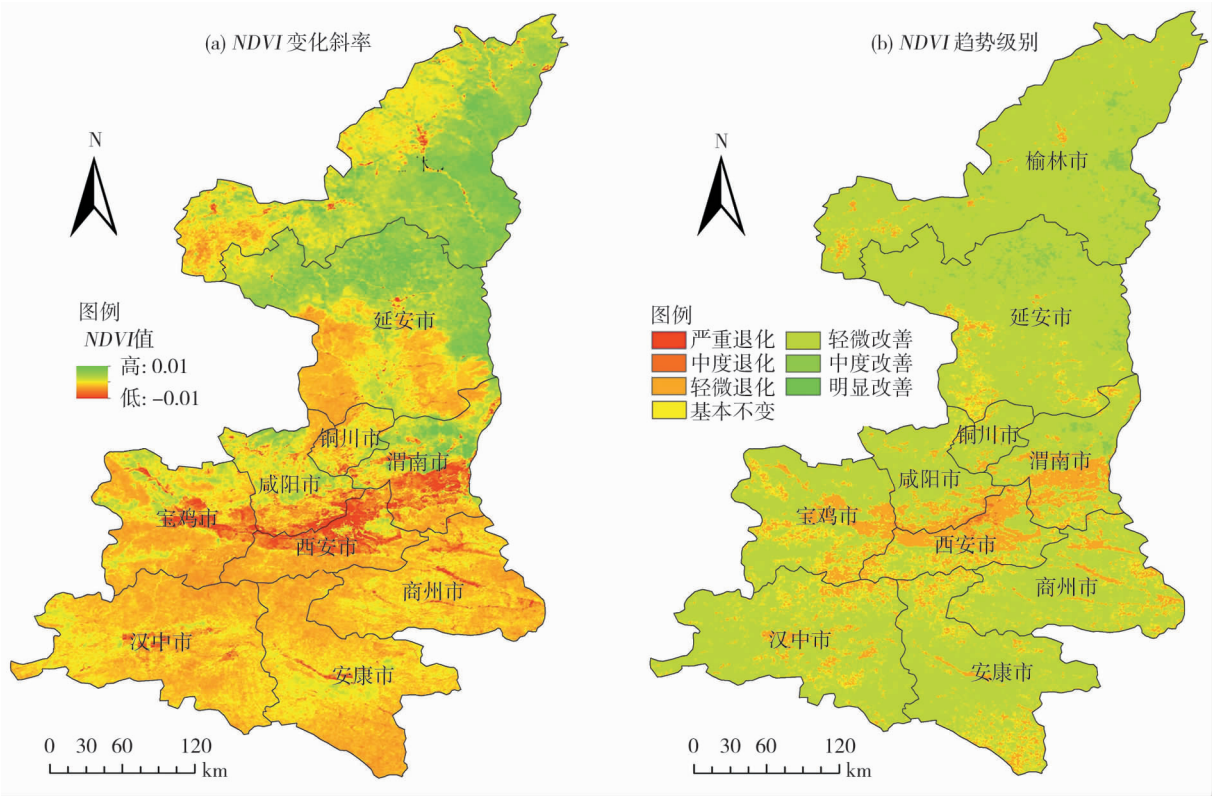 (a) NDVI 变化斜率
N
图例
NDVI值
高: 0.01
低: -0.01
延安市
铜川市
渭南市
咸阳市
宝鸡市
西安市
商州市
汉中市
安康市
0 30 60 120
km
(b) NDVI 趋势级别
N
榆林市
图例
严重退化 轻微改善
中度退化 中度改善
轻微退化 明显改善
基本不变
延安市
铜川市
渭南市
咸阳市
宝鸡市
西安市
商州市
汉中市
安康市
0 30 60 120
km